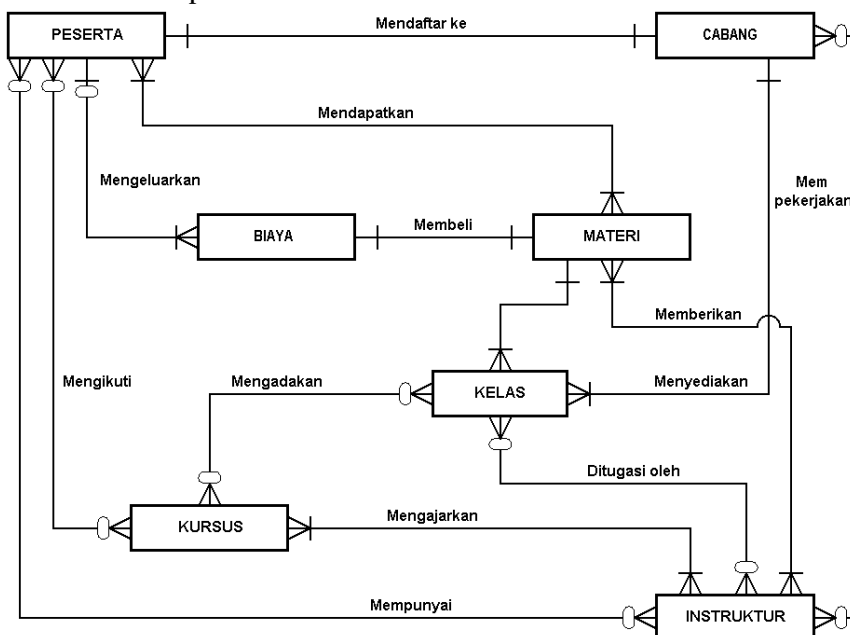 Mendaftar ke
PESERTA
CABANG
Mendapatkan
Mengeluarkan
Mem
pekerjakan
BIAYA
Membeli
MATERI
Memberikan
Mengikuti
Mengadakan
KELAS
Menyediakan
Ditugasi oleh
KURSUS
Mengajarkan
Mempunyai
INSTRUKTUR